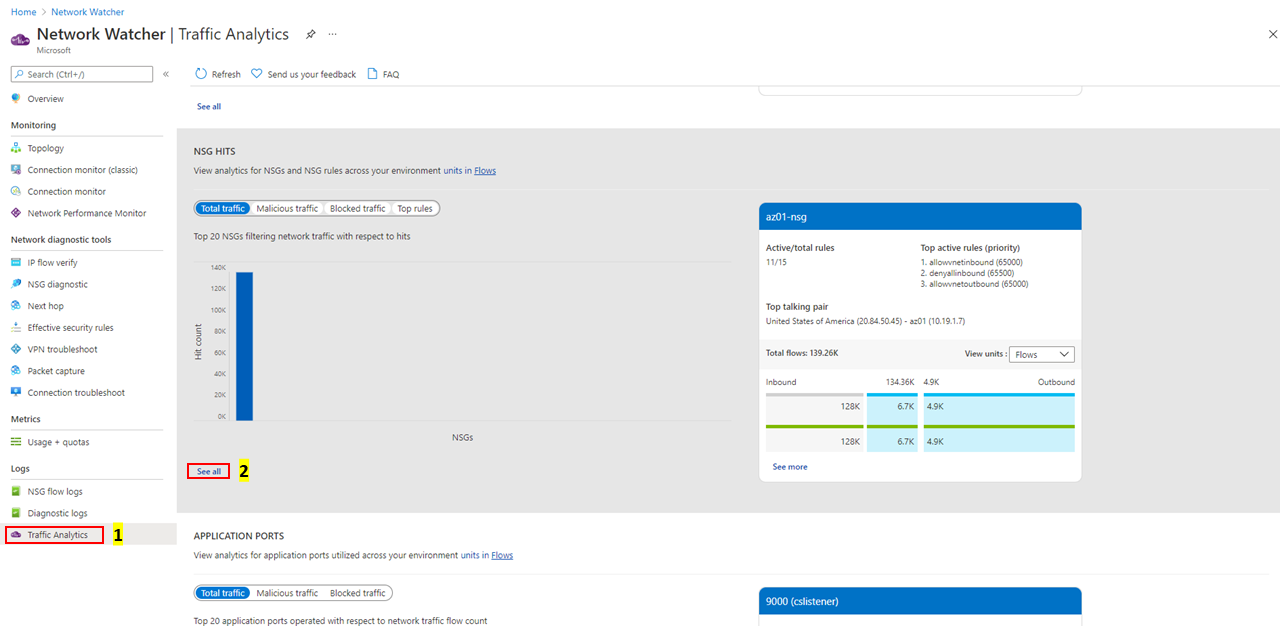 Home > Network Watcher
Network Watcher | Traffic Analytics ...
Microsoft
Search (Ctrl+/) «
Overview
Monitoring
Topology
Connection monitor (classic)
Connection monitor
Network Performance Monitor
Network diagnostic tools
IP flow verify
NSG diagnostic
Next hop
Effective security rules
VPN troubleshoot
Packet capture
Connection troubleshoot
Metrics
Usage + quotas
Logs
NSG flow logs
Diagnostic logs
Traffic Analytics 1
Refresh Send us your feedback FAQ
See all
NSG HITS
View analytics for NSGs and NSG rules across your environment units in Flows
Total traffic Malicious traffic Blocked traffic Top rules
Top 20 NSGs filtering network traffic with respect to hits
140K
120K
100K
80K
60K
40K
20K
0K
Hit count
NSGs
See all 2
az01-nsg
Active/total rules
11/15
Top active rules (priority)
1. allowvnetinbound (65000)
2. denyallinbound (65500)
3. allowvnetoutbound (65000)
Top talking pair
United States of America (20.84.50.45) - az01 (10.19.1.7)
Total flows: 139.26K View units : Flows
Inbound 134.36K 4.9K Outbound
128K 6.7K 4.9K
128K 6.7K 4.9K
See more
APPLICATION PORTS
View analytics for application ports utilized across your environment units in Flows
Total traffic Malicious traffic Blocked traffic
Top 20 application ports operated with respect to network traffic flow count
9000 (cslistener)